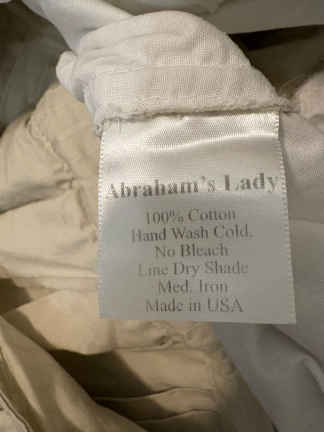 Abraham's Lady
100% Cotton
Hand Wash Cold,
No Bleach
Line Dry Shade
Med. Iron
Made in USA